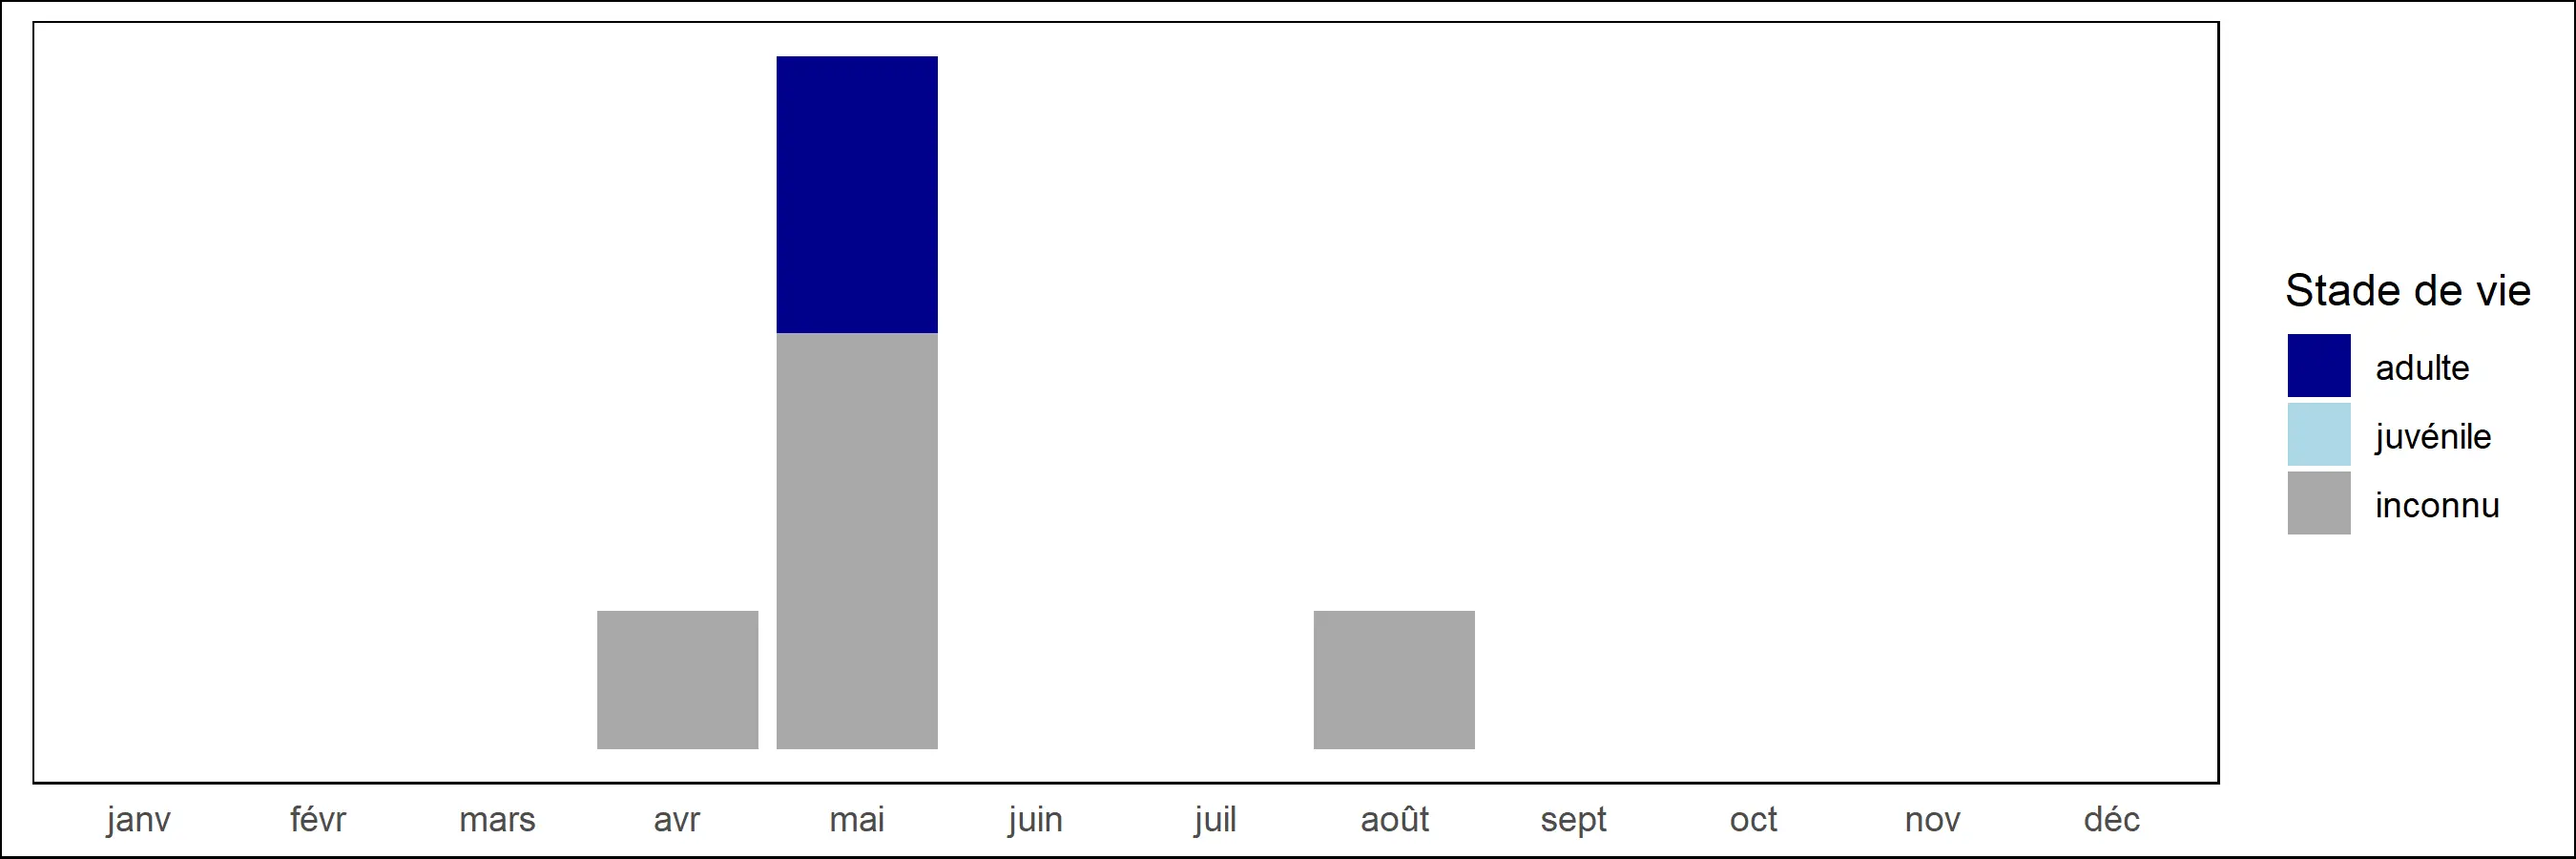 Stade de vie
adulte
juvénile
inconnu
janv févr mars avr mai juin juil août sept oct nov déc